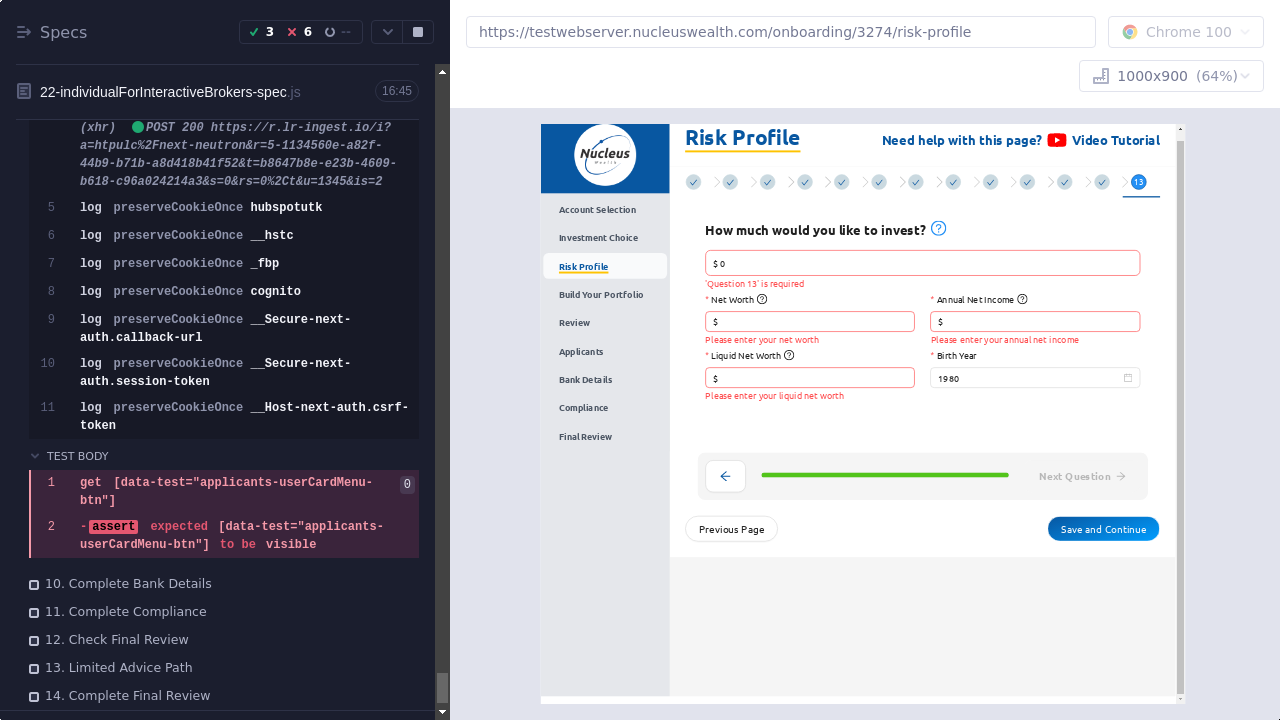 Specs
3
6
--
22-individualForInteractiveBrokers-spec.js
16:45
(xhr) POST 200 https://r.lr-ingest.io/i?
a=htpulc%2Fnext-neutron&r=5-1134560e-ab2f-
44b9-b71b-a8d418b41f52&t=b8647b8e-e23b-4609-
b618-c96a024214a3&s=0&rs=0%2Ct&u=1345&is=2
5 log preserveCookieOnce hubspotutk
6 log preserveCookieOnce __hstc
7 log preserveCookieOnce _fbp
8 log preserveCookieOnce cognito
9 log preserveCookieOnce __Secure-next-
auth.callback-url
10 log preserveCookieOnce __Secure-next-
auth.session-token
11 log preserveCookieOnce __Host-next-auth.csrf-
token
TEST BODY
1 get [data-test="applicants-userCardMenu-
btn"]
0
2 -assert expected [data-test="applicants-
userCardMenu-btn"] to be visible
10. Complete Bank Details
11. Complete Compliance
12. Check Final Review
13. Limited Advice Path
14. Complete Final Review
https://testwebserver.nucleuswealth.com/onboarding/3274/risk-profile
Chrome 100
1000x900 (64%)
Nucleus
Wealth
Account Selection
Investment Choice
Risk Profile
Build Your Portfolio
Review
Applicants
Bank Details
Compliance
Final Review
Risk Profile
Need help with this page? Video Tutorial
13
How much would you like to invest?
$ 0
'Question 13' is required
* Net Worth
* Annual Net Income
$
$
Please enter your net worth
Please enter your annual net income
* Liquid Net Worth
* Birth Year
$
1980
Please enter your liquid net worth
Next Question
Previous Page
Save and Continue